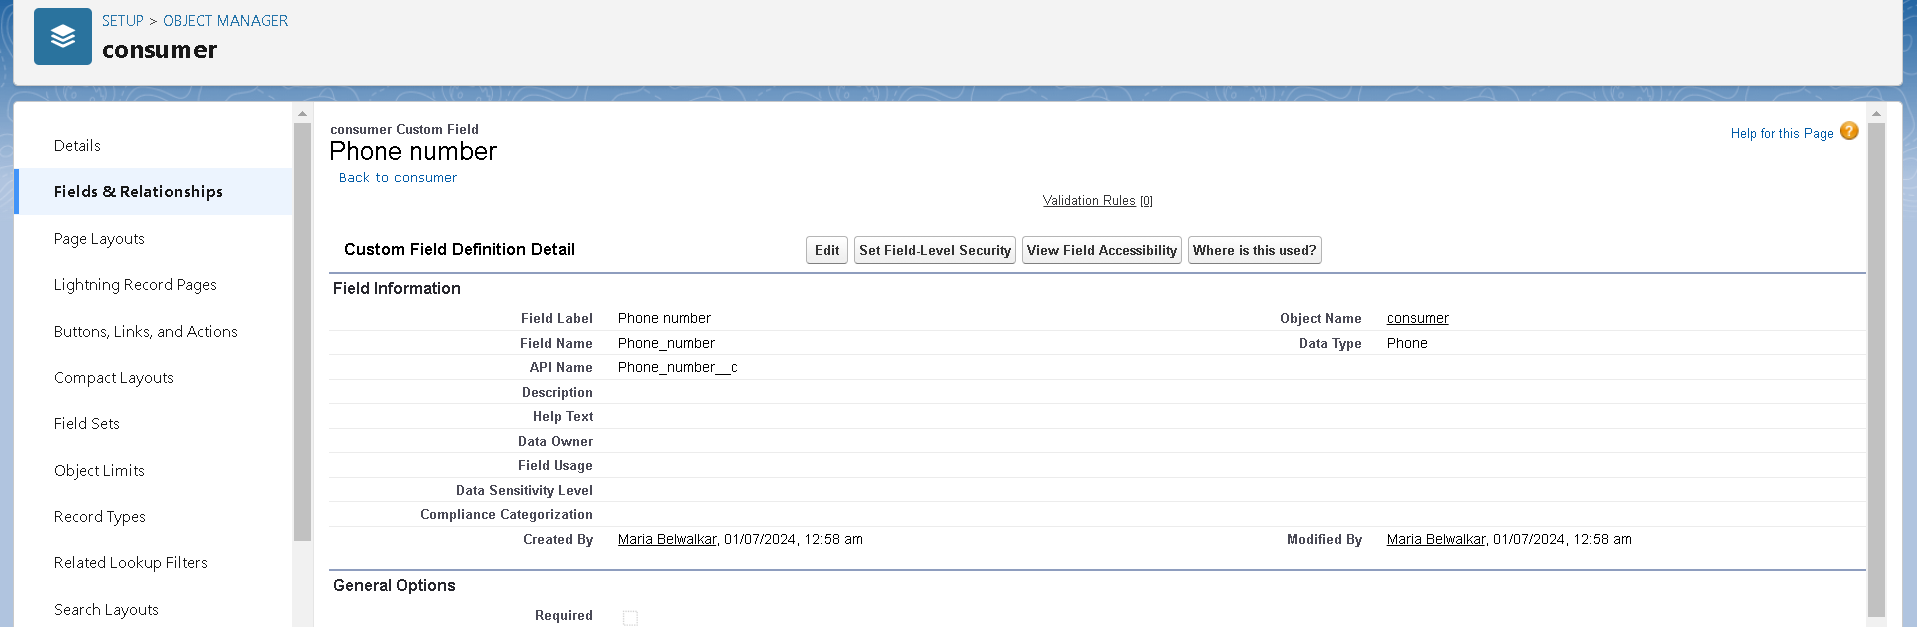 SETUP > OBJECT MANAGER
consumer
Details
Fields & Relationships
Page Layouts
Lightning Record Pages
Buttons, Links, and Actions
Compact Layouts
Field Sets
Object Limits
Record Types
Related Lookup Filters
Search Layouts
consumer Custom Field
Phone number
Back to consumer
Help for this Page ?
Validation Rules [0]
Custom Field Definition Detail
Edit
Set Field-Level Security
View Field Accessibility
Where is this used?
Field Information
Field Label Phone number Object Name consumer
Field Name Phone_number Data Type Phone
API Name Phone_number__c
Description
Help Text
Data Owner
Field Usage
Data Sensitivity Level
Compliance Categorization
Created By Maria Belwalkar, 01/07/2024, 12:58 am Modified By Maria Belwalkar, 01/07/2024, 12:58 am
General Options
Required